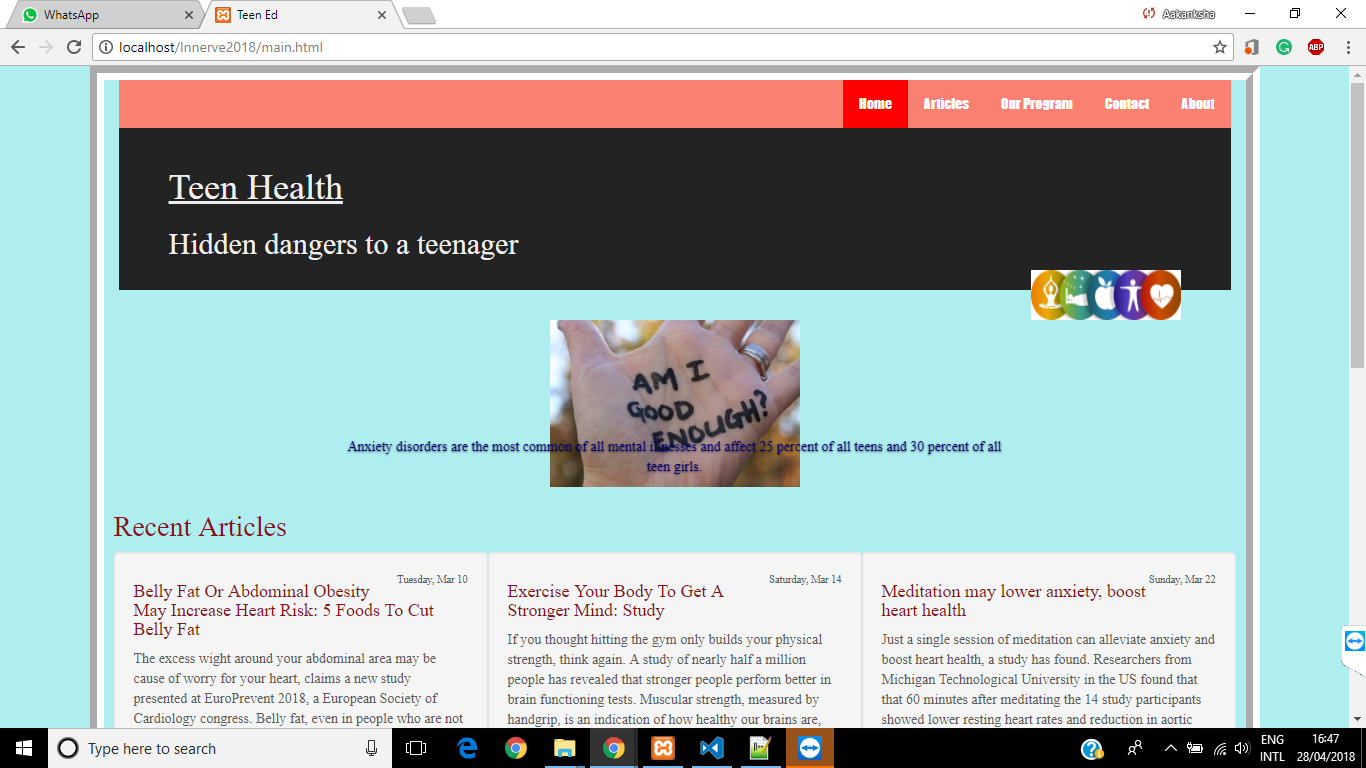 WhatsApp
Teen Ed
Aakanksha
localhost/Innerve2018/main.html
ABP
Home Articles Our Program Contact About
Teen Health
Hidden dangers to a teenager
AM I
GOOD
ENOUGH?
Anxiety disorders are the most common of all mental illnesses and affect 25 percent of all teens and 30 percent of all
teen girls.
Recent Articles
Tuesday, Mar 10
Belly Fat Or Abdominal Obesity
May Increase Heart Risk: 5 Foods To Cut
Belly Fat
The excess wight around your abdominal area may be
cause of worry for your heart, claims a new study
presented at EuroPrevent 2018, a European Society of
Cardiology congress. Belly fat, even in people who are not
Saturday, Mar 14
Exercise Your Body To Get A
Stronger Mind: Study
If you thought hitting the gym only builds your physical
strength, think again. A study of nearly half a million
people has revealed that stronger people perform better in
brain functioning tests. Muscular strength, measured by
handgrip, is an indication of how healthy our brains are,
Sunday, Mar 22
Meditation may lower anxiety, boost
heart health
Just a single session of meditation can alleviate anxiety and
boost heart health, a study has found. Researchers from
Michigan Technological University in the US found that
that 60 minutes after meditating the 14 study participants
showed lower resting heart rates and reduction in aortic
Type here to search
ENG
INTL
16:47
28/04/2018